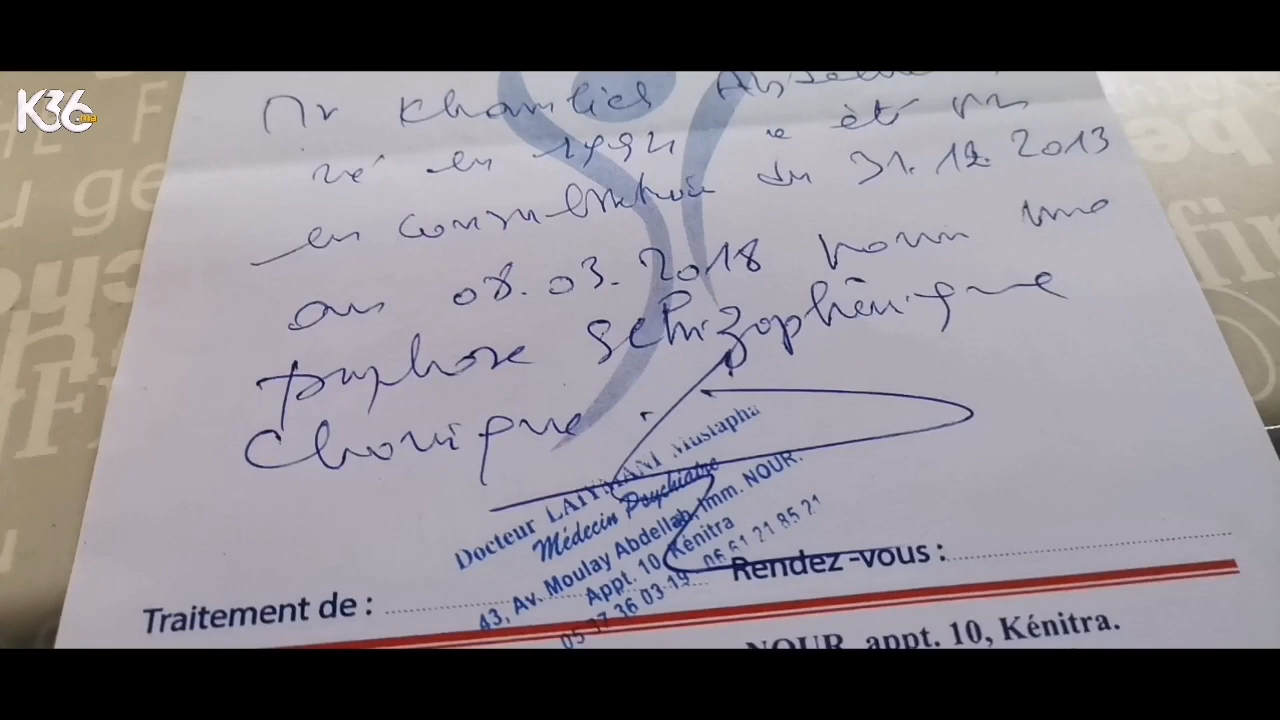 K36.ma
Mr Khamlich
né en 1994 a été vu
en consultation du 31.12.2013
au 08.03.2018 pour une
psychose schizophrénique
chronique.
Docteur LAITMANI Mustapha
Médecin Psychiatre
43, Av. Moulay Abdellah, Imm. NOUR.
Appt. 10, Kénitra
05 37 36 03 19 06 61 21 85 21
Rendez-vous :
Traitement de :
NOUR, appt. 10, Kénitra.